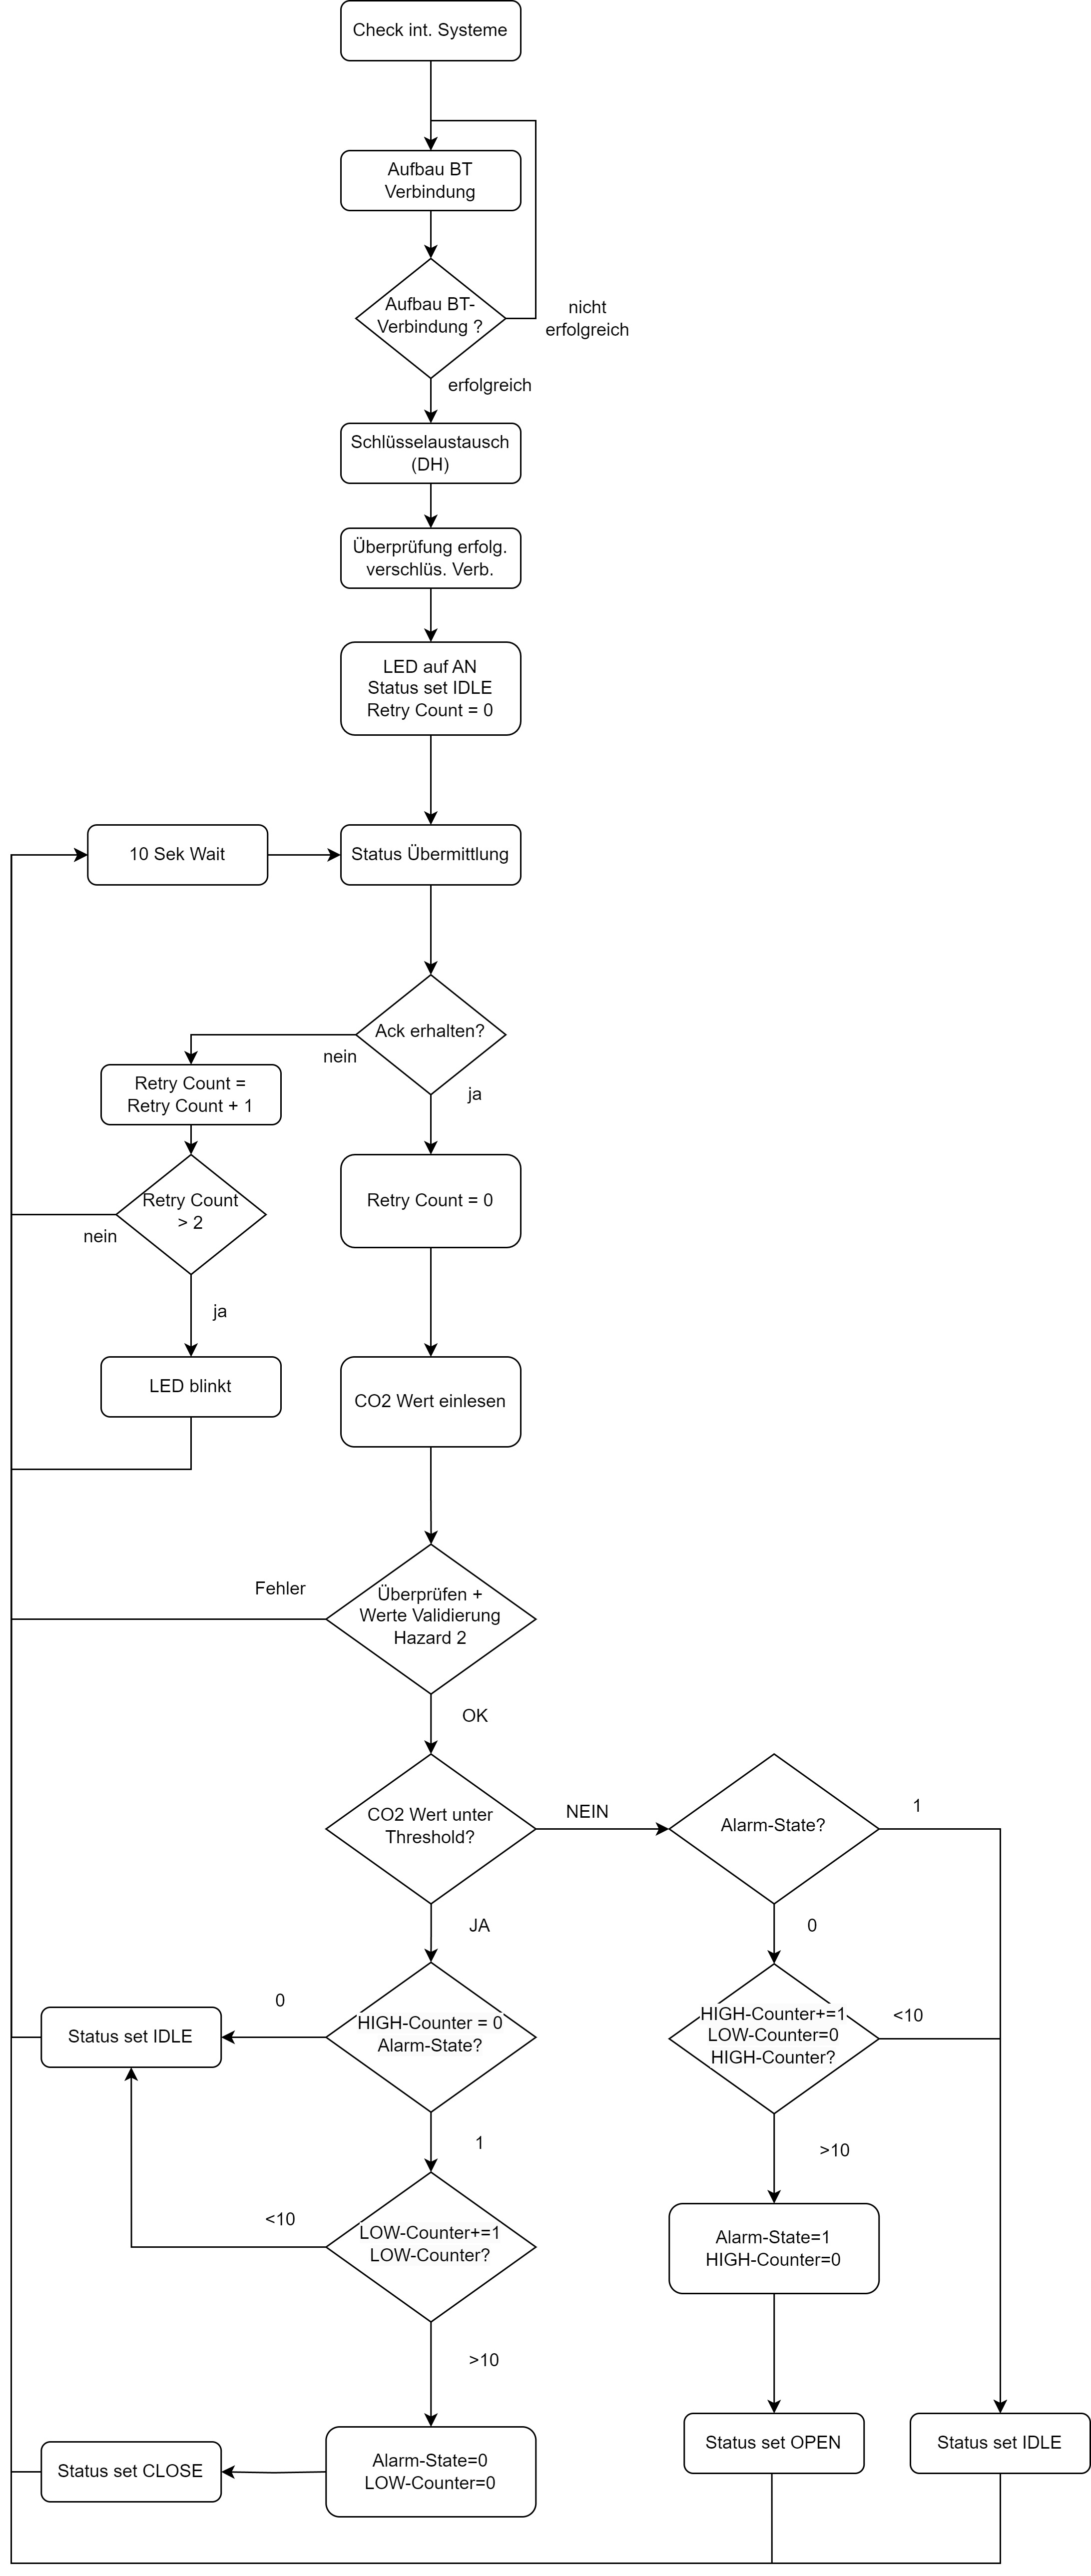 Check int. Systeme
Aufbau BT
Verbindung
Aufbau BT-
Verbindung ?
nicht
erfolgreich
erfolgreich
Schlüsselaustausch
(DH)
Überprüfung erfolg.
verschlüs. Verb.
LED auf AN
Status set IDLE
Retry Count = 0
10 Sek Wait
Status Übermittlung
Ack erhalten?
nein
ja
Retry Count =
Retry Count + 1
Retry Count
> 2
nein
ja
LED blinkt
Retry Count = 0
CO2 Wert einlesen
Überprüfen +
Werte Validierung
Hazard 2
Fehler
OK
CO2 Wert unter
Threshold?
NEIN
JA
Alarm-State?
1
0
HIGH-Counter = 0
Alarm-State?
0
1
Status set IDLE
HIGH-Counter+=1
LOW-Counter=0
HIGH-Counter?
<10
>10
LOW-Counter+=1
LOW-Counter?
<10
>10
Alarm-State=1
HIGH-Counter=0
Status set OPEN
Status set IDLE
Alarm-State=0
LOW-Counter=0
Status set CLOSE